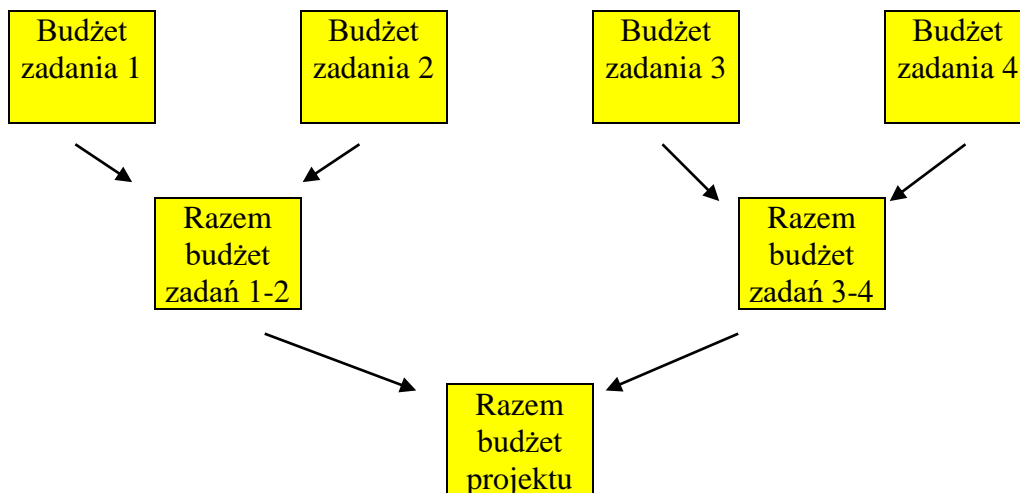 Budżet
zadania 1
Budżet
zadania 2
Budżet
zadania 3
Budżet
zadania 4
Razem
budżet
zadań 1-2
Razem
budżet
zadań 3-4
Razem
budżet
projektu